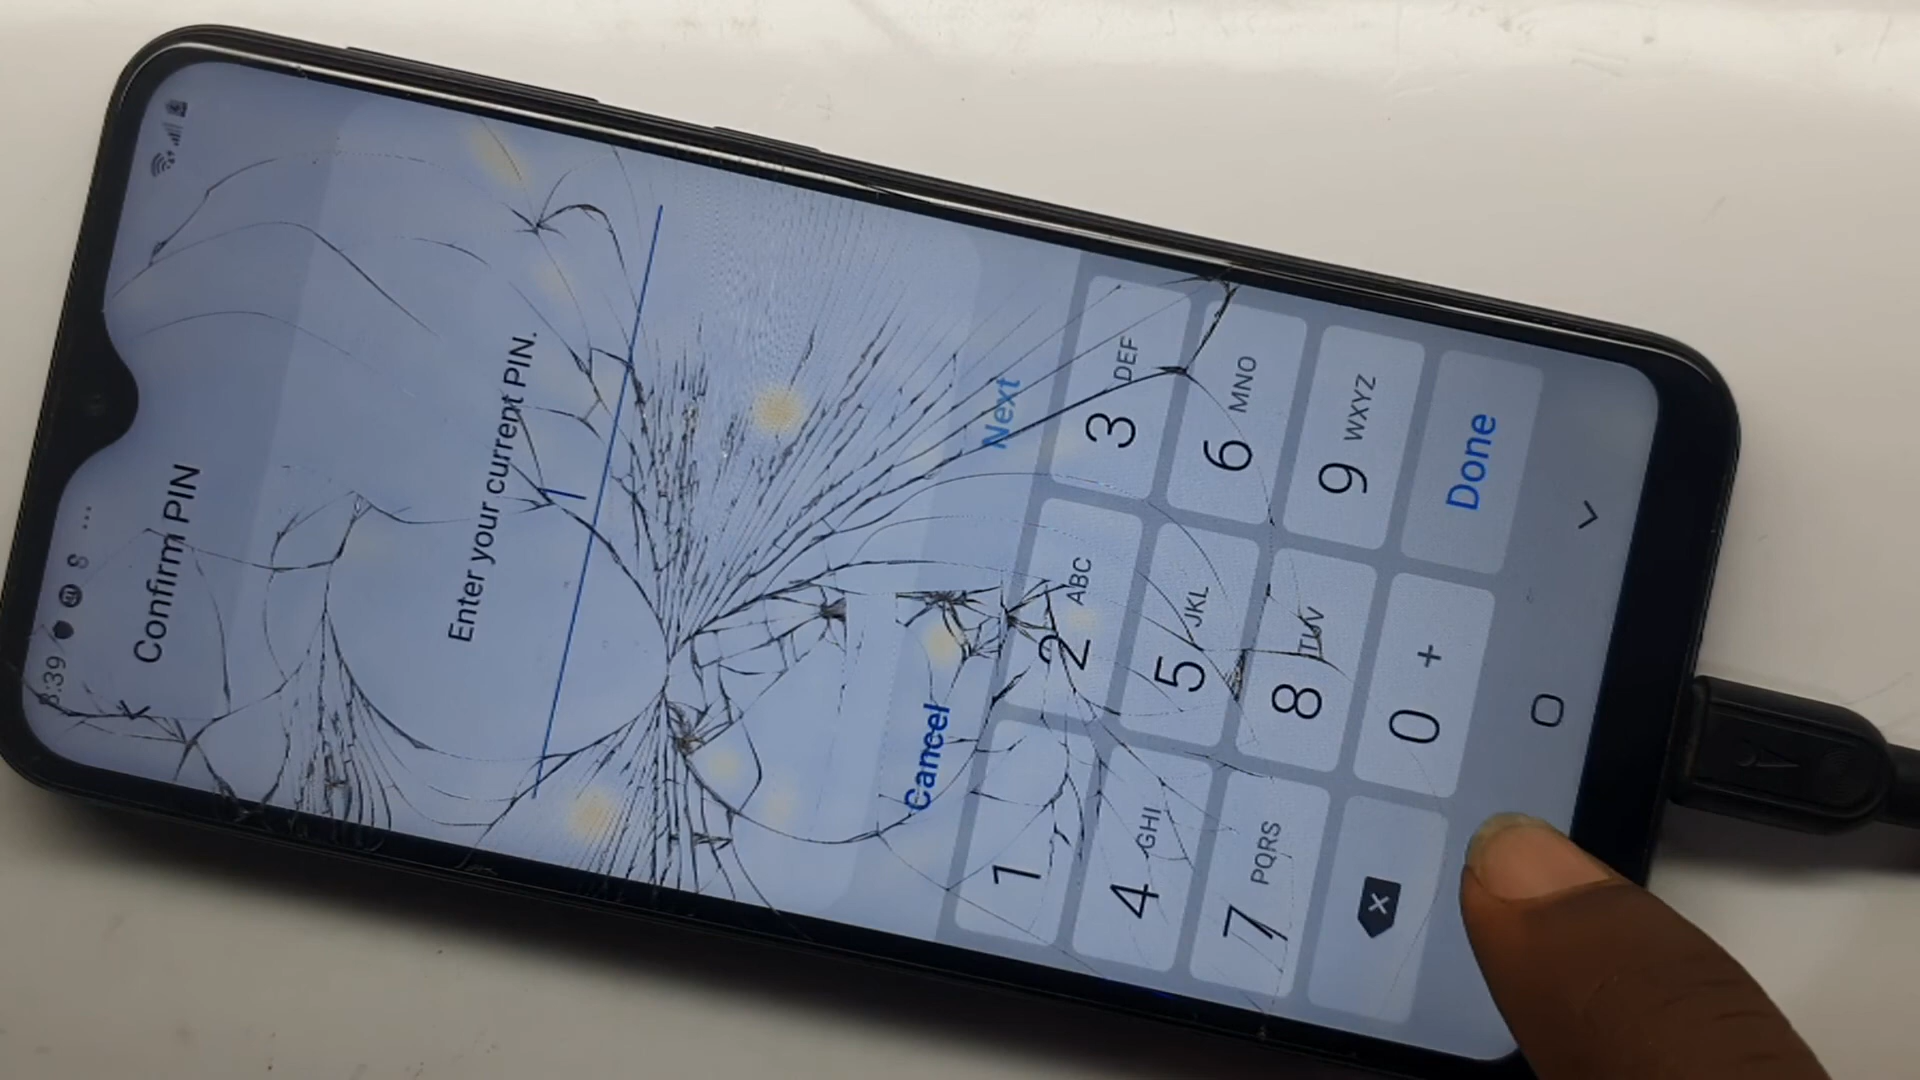 8:39
Confirm PIN
Enter your current PIN.
Cancel Next
1 2 ABC 3 DEF
4 GHI 5 JKL 6 MNO
7 PQRS 8 TUV 9 WXYZ
0 + Done